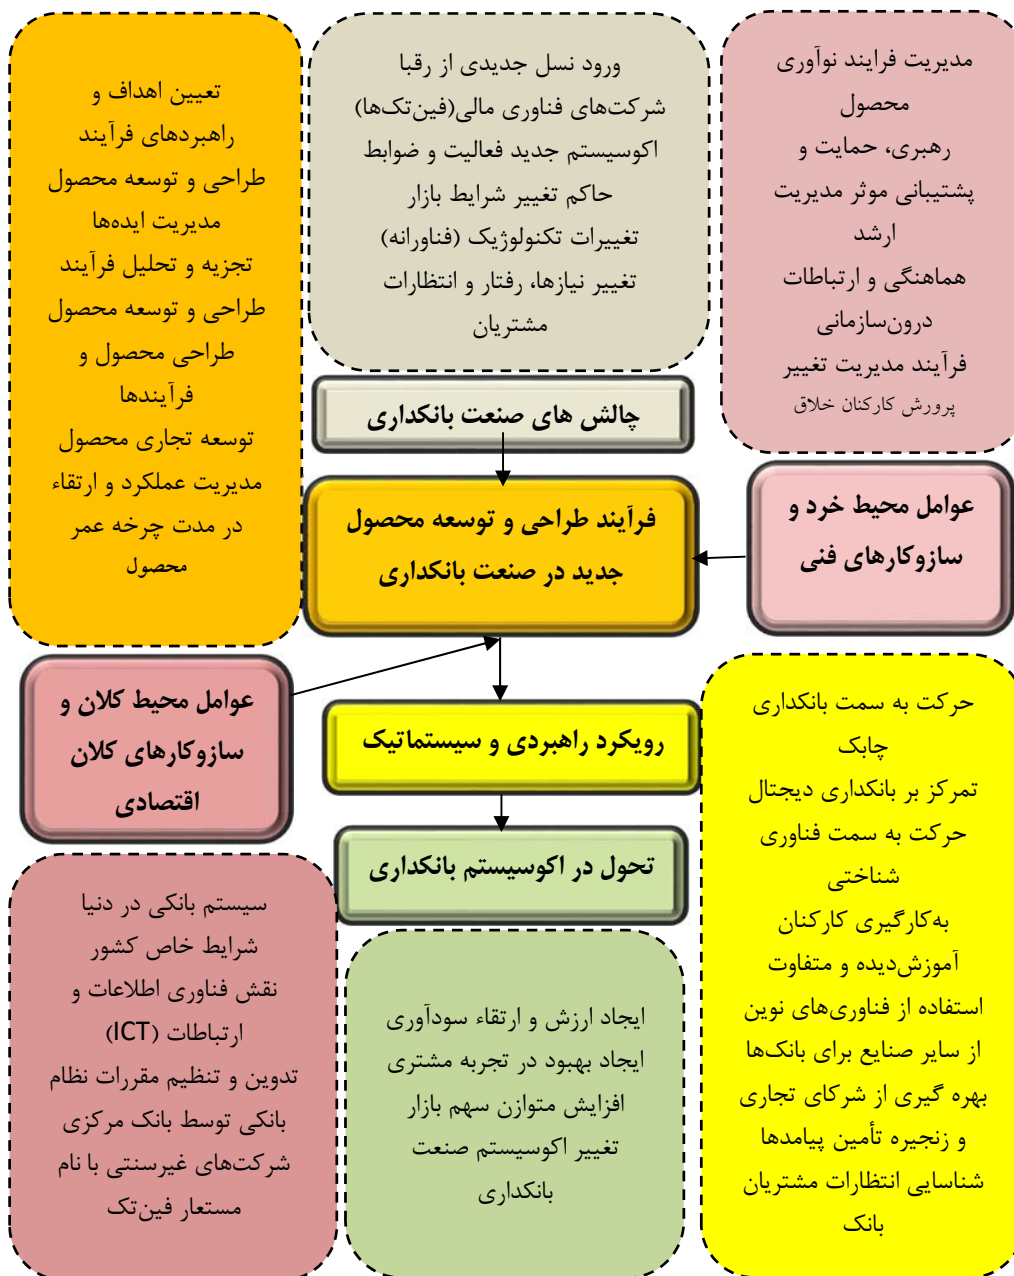 مدیریت فرایند نوآوری
محصول
رهبری، حمایت و
پشتیبانی موثر مدیریت
ارشد
هماهنگی و ارتباطات
درون‌سازمانی
فرآیند مدیریت تغییر
پرورش کارکنان خلاق
ورود نسل جدیدی از رقبا
شرکت‌های فناوری مالی(فین‌تک‌ها)
اکوسیستم جدید فعالیت و ضوابط
حاکم تغییر شرایط بازار
تغییرات تکنولوژیک (فناورانه)
تغییر نیازها، رفتار و انتظارات
مشتریان
تعیین اهداف و
راهبردهای فرآیند
طراحی و توسعه محصول
مدیریت ایده‌ها
تجزیه و تحلیل فرآیند
طراحی و توسعه محصول
طراحی محصول و
فرآیندها
توسعه تجاری محصول
مدیریت عملکرد و ارتقاء
در مدت چرخه عمر
محصول
چالش های صنعت بانکداری
عوامل محیط خرد و
سازوکارهای فنی
فرآیند طراحی و توسعه محصول
جدید در صنعت بانکداری
عوامل محیط کلان و
سازوکارهای کلان
اقتصادی
رویکرد راهبردی و سیستماتیک
تحول در اکوسیستم بانکداری
حرکت به سمت بانکداری
چابک
تمرکز بر بانکداری دیجتال
حرکت به سمت فناوری
شناختی
به‌کارگیری کارکنان
آموزش‌دیده و متفاوت
استفاده از فناوری‌های نوین
از سایر صنایع برای بانک‌ها
بهره گیری از شرکای تجاری
و زنجیره تأمین پیامدها
شناسایی انتظارات مشتریان
بانک
ایجاد ارزش و ارتقاء سودآوری
ایجاد بهبود در تجربه مشتری
افزایش متوازن سهم بازار
تغییر اکوسیستم صنعت
بانکداری
سیستم بانکی در دنیا
شرایط خاص کشور
نقش فناوری اطلاعات و
ارتباطات (ICT)
تدوین و تنظیم مقررات نظام
بانکی توسط بانک مرکزی
شرکت‌های غیرسنتی با نام
مستعار فین‌تک